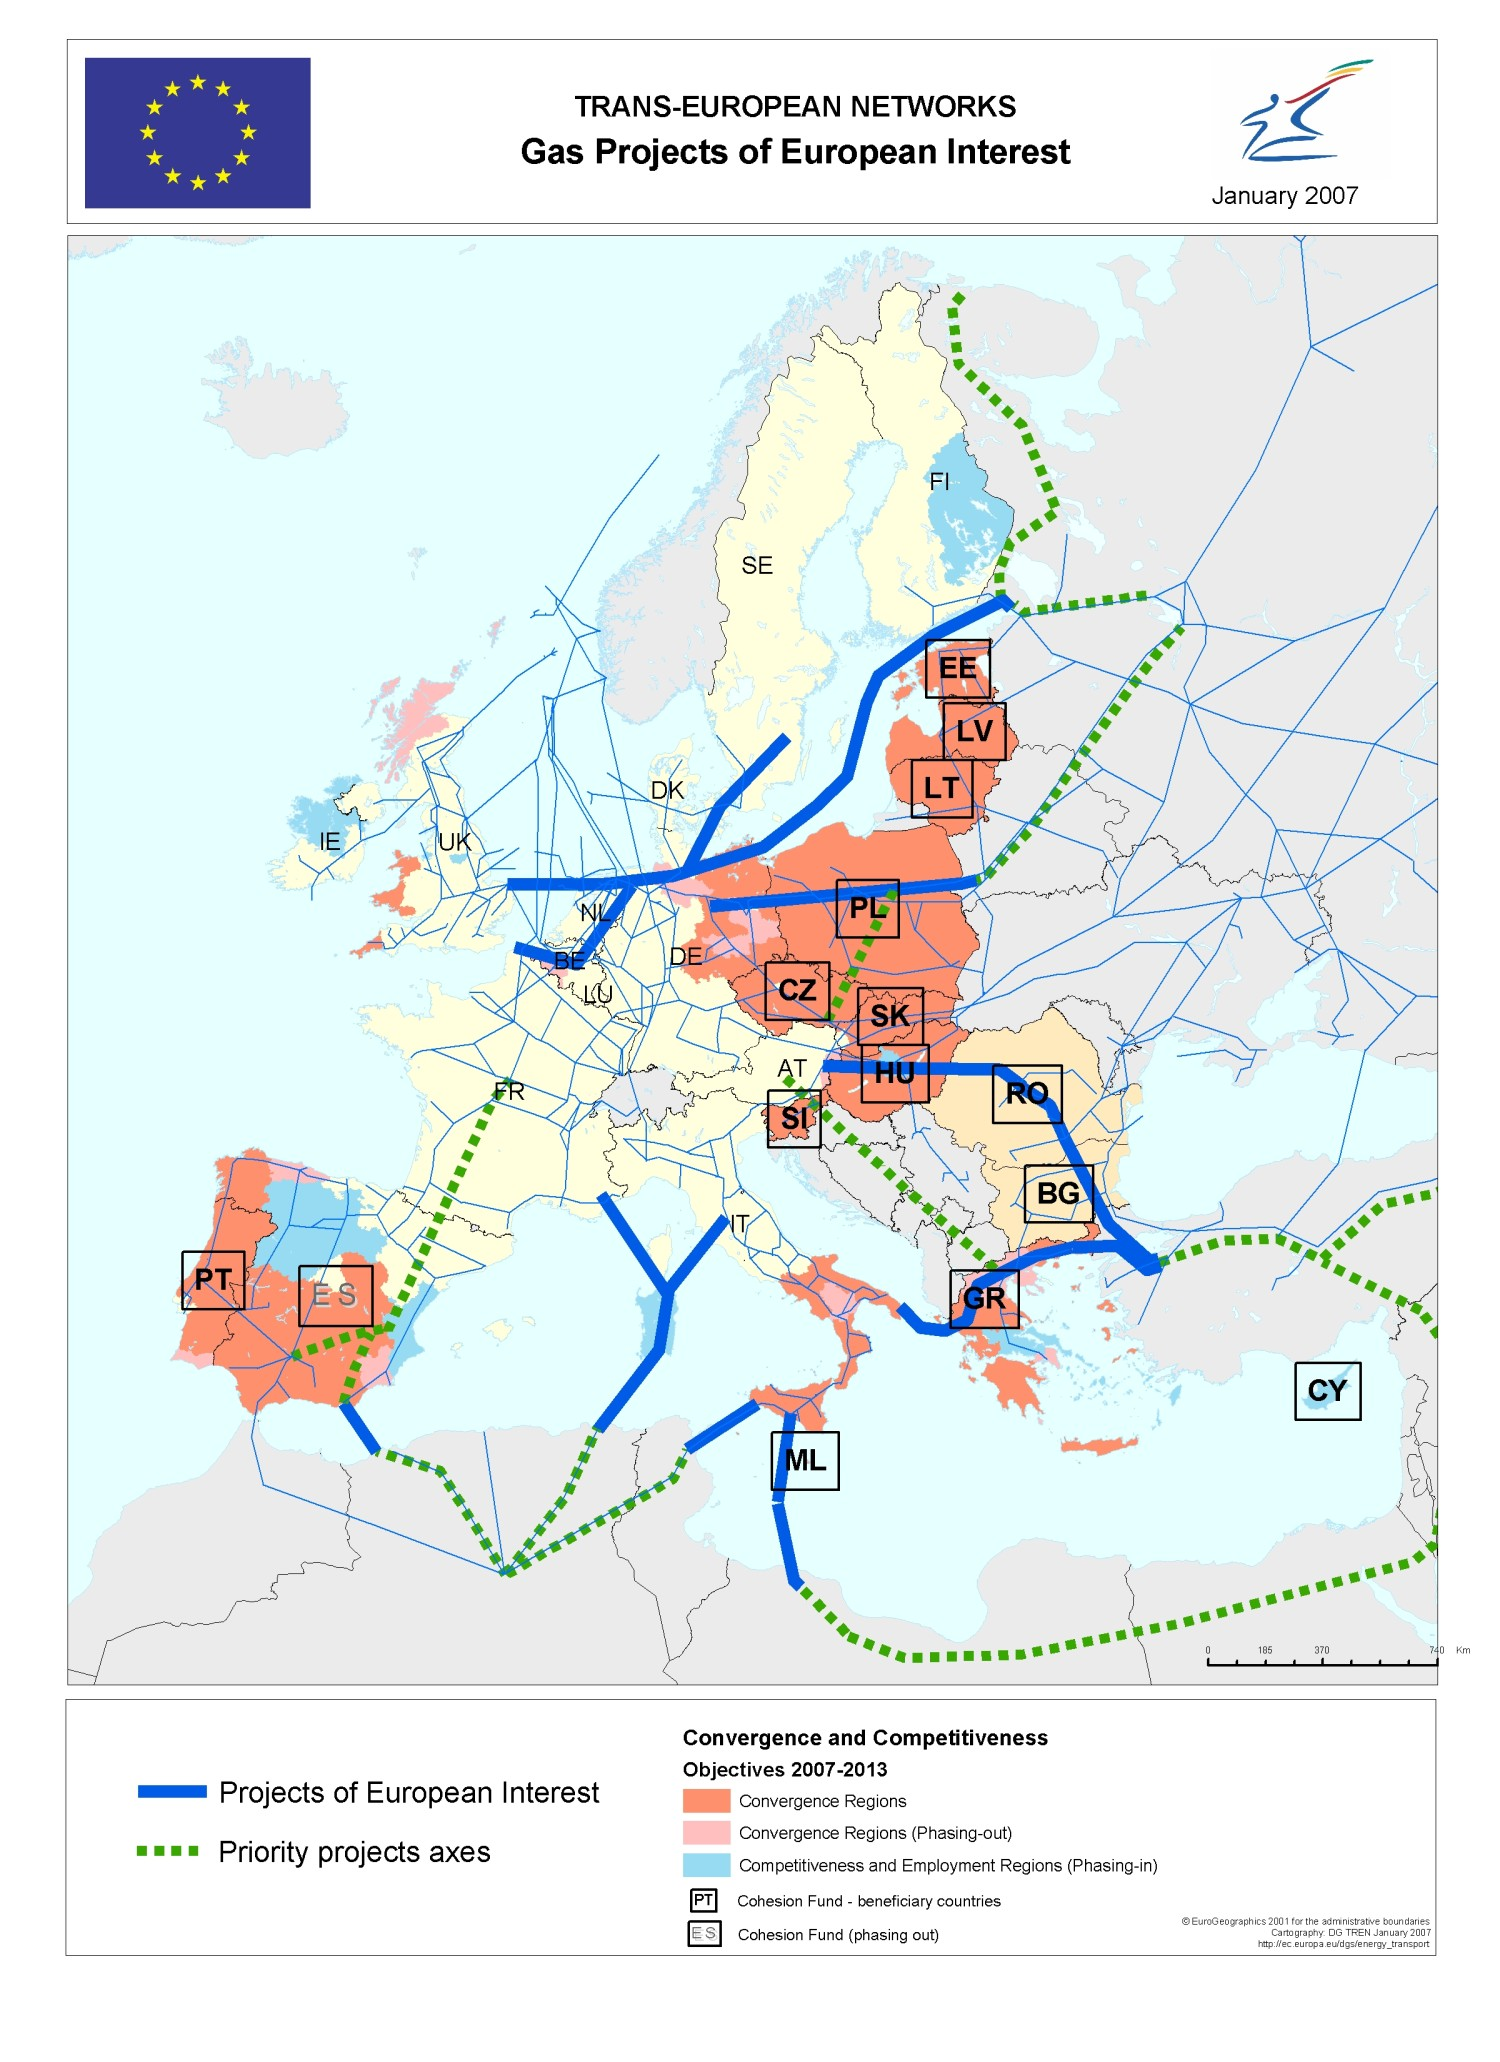 TRANS-EUROPEAN NETWORKS
Gas Projects of European Interest
January 2007
FI
SE
EE
LV
LT
DK
IE
UK
NL
PL
BE
DE
LU
CZ
SK
AT
HU
FR
RO
SI
BG
IT
PT
ES
GR
CY
ML
0 185 370 740 Km
Projects of European Interest
Priority projects axes
Convergence and Competitiveness
Objectives 2007-2013
Convergence Regions
Convergence Regions (Phasing-out)
Competitiveness and Employment Regions (Phasing-in)
PT Cohesion Fund - beneficiary countries
ES Cohesion Fund (phasing out)
© EuroGeographics 2001 for the administrative boundaries
Cartography: DG TREN January 2007
http://ec.europa.eu/dgs/energy_transport